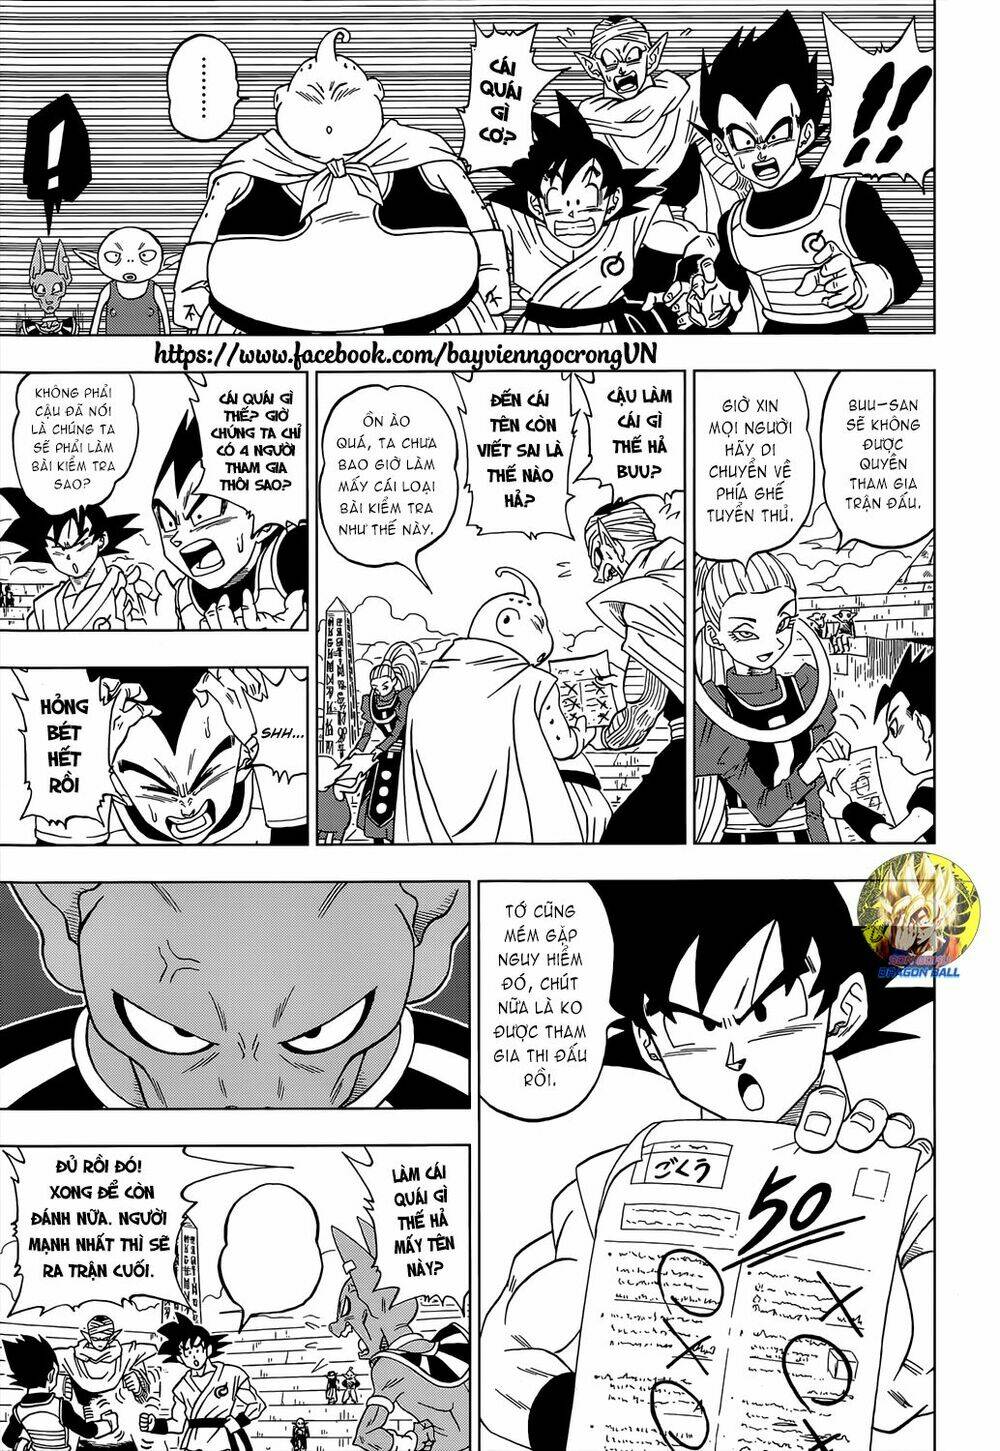 !!
CÁI
QUÁI
GÌ
CƠ?
.........
!
https://www.facebook.com/bayvienngocrongVN
BUU-SAN
SẼ KHÔNG
ĐƯỢC
QUYỀN
THAM GIA
TRẬN ĐẤU.
GIỜ XIN
MỌI NGƯỜI
HÃY DI
CHUYỂN VỀ
PHÍA GHẾ
TUYỂN THỦ.
CẬU LÀM
CÁI GÌ
THẾ HẢ
BUU?
ĐẾN CÁI
TÊN CÒN
VIẾT SAI LÀ
THẾ NÀO
HẢ?
ỒN ÀO
QUÁ, TA CHƯA
BAO GIỜ LÀM
MẤY CÁI LOẠI
BÀI KIỂM TRA
NHƯ THẾ NÀY.
CÁI QUÁI GÌ
THẾ? GIỜ
CHÚNG TA CHỈ
CÓ 4 NGƯỜI
THAM GIA
THÔI SAO?
KHÔNG PHẢI
CẬU ĐÃ NÓI
LÀ CHÚNG TA
SẼ PHẢI LÀM
BÀI KIỂM TRA
SAO?
SHH...
HỎNG
BÉT
HẾT
RỒI
TỚ CŨNG
MÉM GẶP
NGUY HIỂM
ĐÓ, CHÚT
NỮA LÀ KO
ĐƯỢC THAM
GIA THI ĐẤU
RỒI.
DRAGON BALL
ごくう
50
LÀM CÁI
QUÁI GÌ
THẾ HẢ
MẤY TÊN
NÀY?
ĐỦ RỒI ĐÓ!
XONG ĐỂ CÒN
ĐÁNH NỮA. NGƯỜI
MẠNH NHẤT THÌ SẼ
RA TRẬN CUỐI.